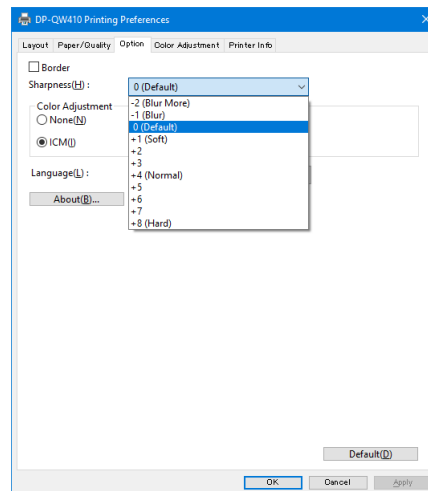 DP-QW410 Printing Preferences
Layout Paper/Quality Option Color Adjustment Printer Info
Border
Sharpness(H) : 0 (Default)
-2 (Blur More)
-1 (Blur)
0 (Default)
+1 (Soft)
+2
+3
+4 (Normal)
+5
+6
+7
+8 (Hard)
Color Adjustment
None(N)
ICM(I)
Language(L) :
About(B)...
Default(D)
OK Cancel Apply